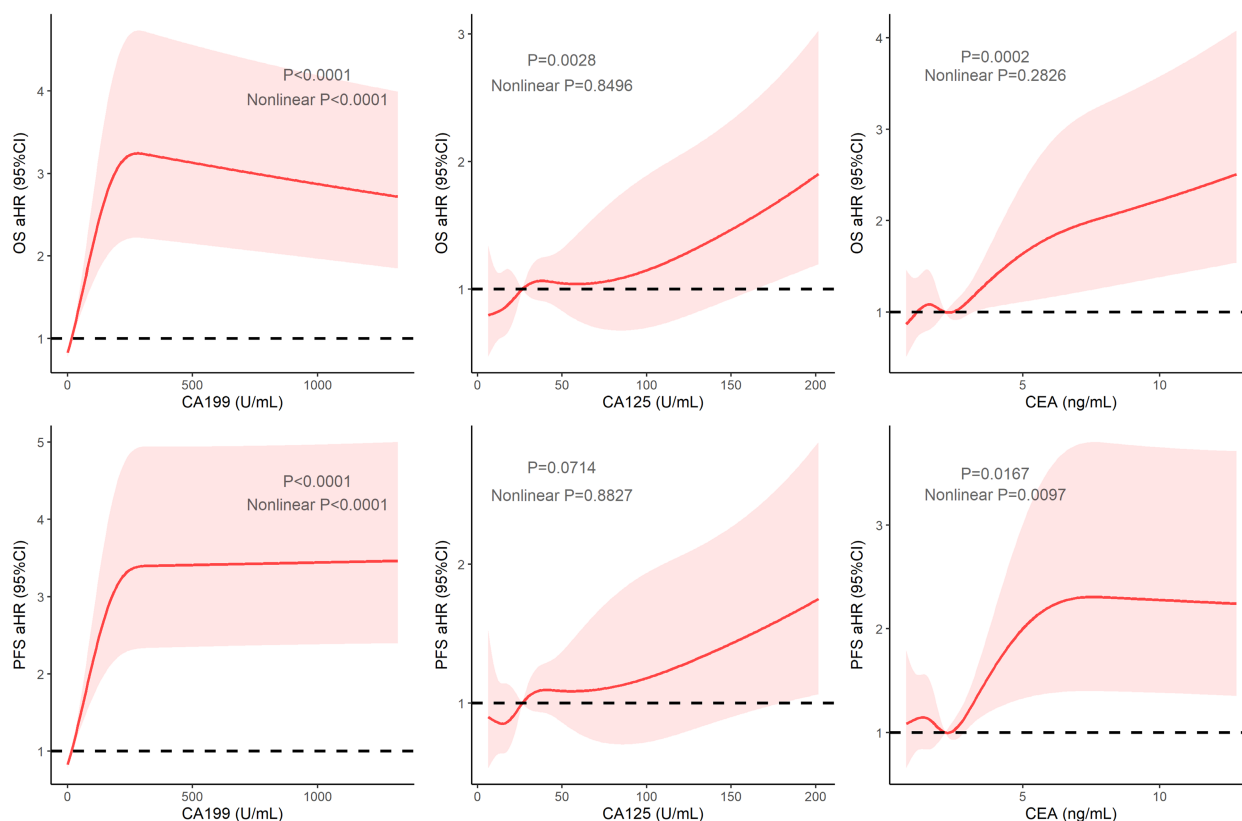 OS aHR (95%CI)
4
3
2
1
P<0.0001
Nonlinear P<0.0001
0
500
1000
CA199 (U/mL)
OS aHR (95%CI)
3
2
1
P=0.0028
Nonlinear P=0.8496
0
50
100
150
200
CA125 (U/mL)
OS aHR (95%CI)
4
3
2
1
P=0.0002
Nonlinear P=0.2826
5
10
CEA (ng/mL)
PFS aHR (95%CI)
5
4
3
2
1
P<0.0001
Nonlinear P<0.0001
0
500
1000
CA199 (U/mL)
PFS aHR (95%CI)
2
1
P=0.0714
Nonlinear P=0.8827
0
50
100
150
200
CA125 (U/mL)
PFS aHR (95%CI)
3
2
1
P=0.0167
Nonlinear P=0.0097
5
10
CEA (ng/mL)